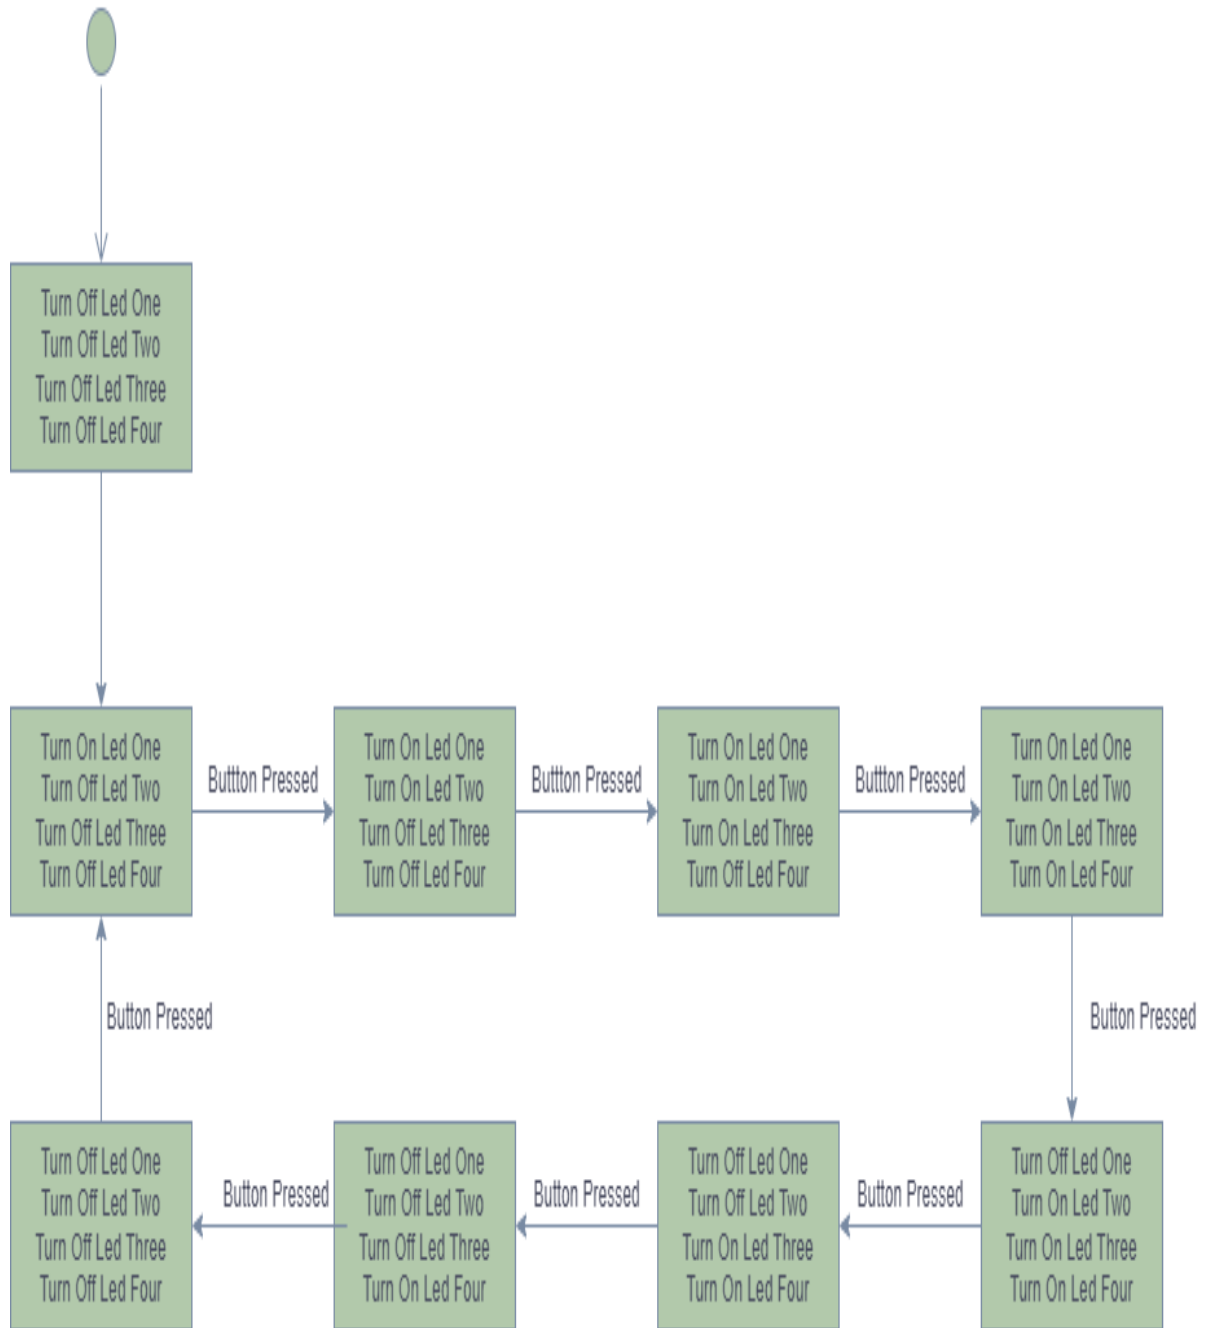 Turn Off Led One
Turn Off Led Two
Turn Off Led Three
Turn Off Led Four
Turn On Led One
Turn Off Led Two
Turn Off Led Three
Turn Off Led Four
Buttton Pressed
Turn On Led One
Turn On Led Two
Turn Off Led Three
Turn Off Led Four
Buttton Pressed
Turn On Led One
Turn On Led Two
Turn On Led Three
Turn Off Led Four
Buttton Pressed
Turn On Led One
Turn On Led Two
Turn On Led Three
Turn On Led Four
Button Pressed
Button Pressed
Turn Off Led One
Turn Off Led Two
Turn Off Led Three
Turn Off Led Four
Button Pressed
Turn Off Led One
Turn Off Led Two
Turn Off Led Three
Turn On Led Four
Button Pressed
Turn Off Led One
Turn Off Led Two
Turn On Led Three
Turn On Led Four
Button Pressed
Turn Off Led One
Turn On Led Two
Turn On Led Three
Turn On Led Four